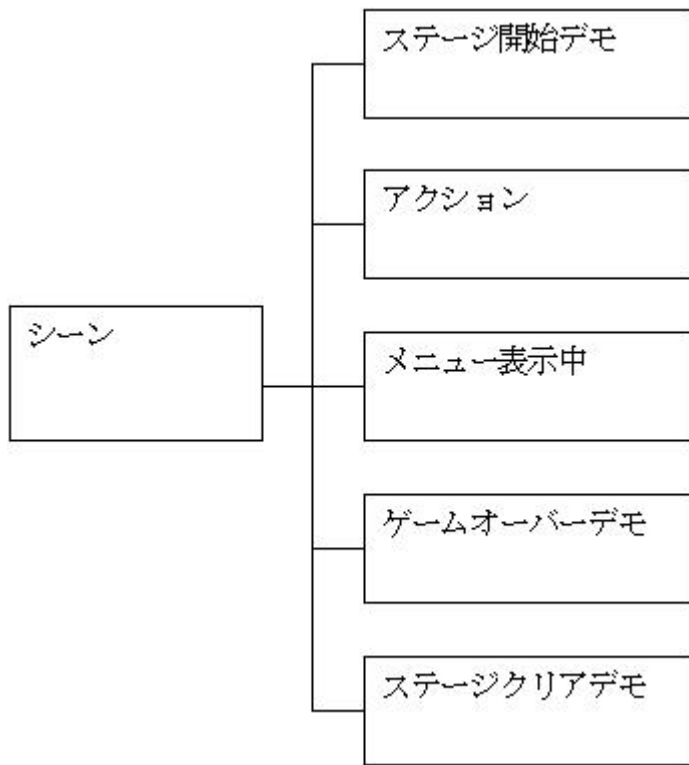 ステージ開始デモ
アクション
シーン
メニュー表示中
ゲームオーバーデモ
ステージクリアデモ